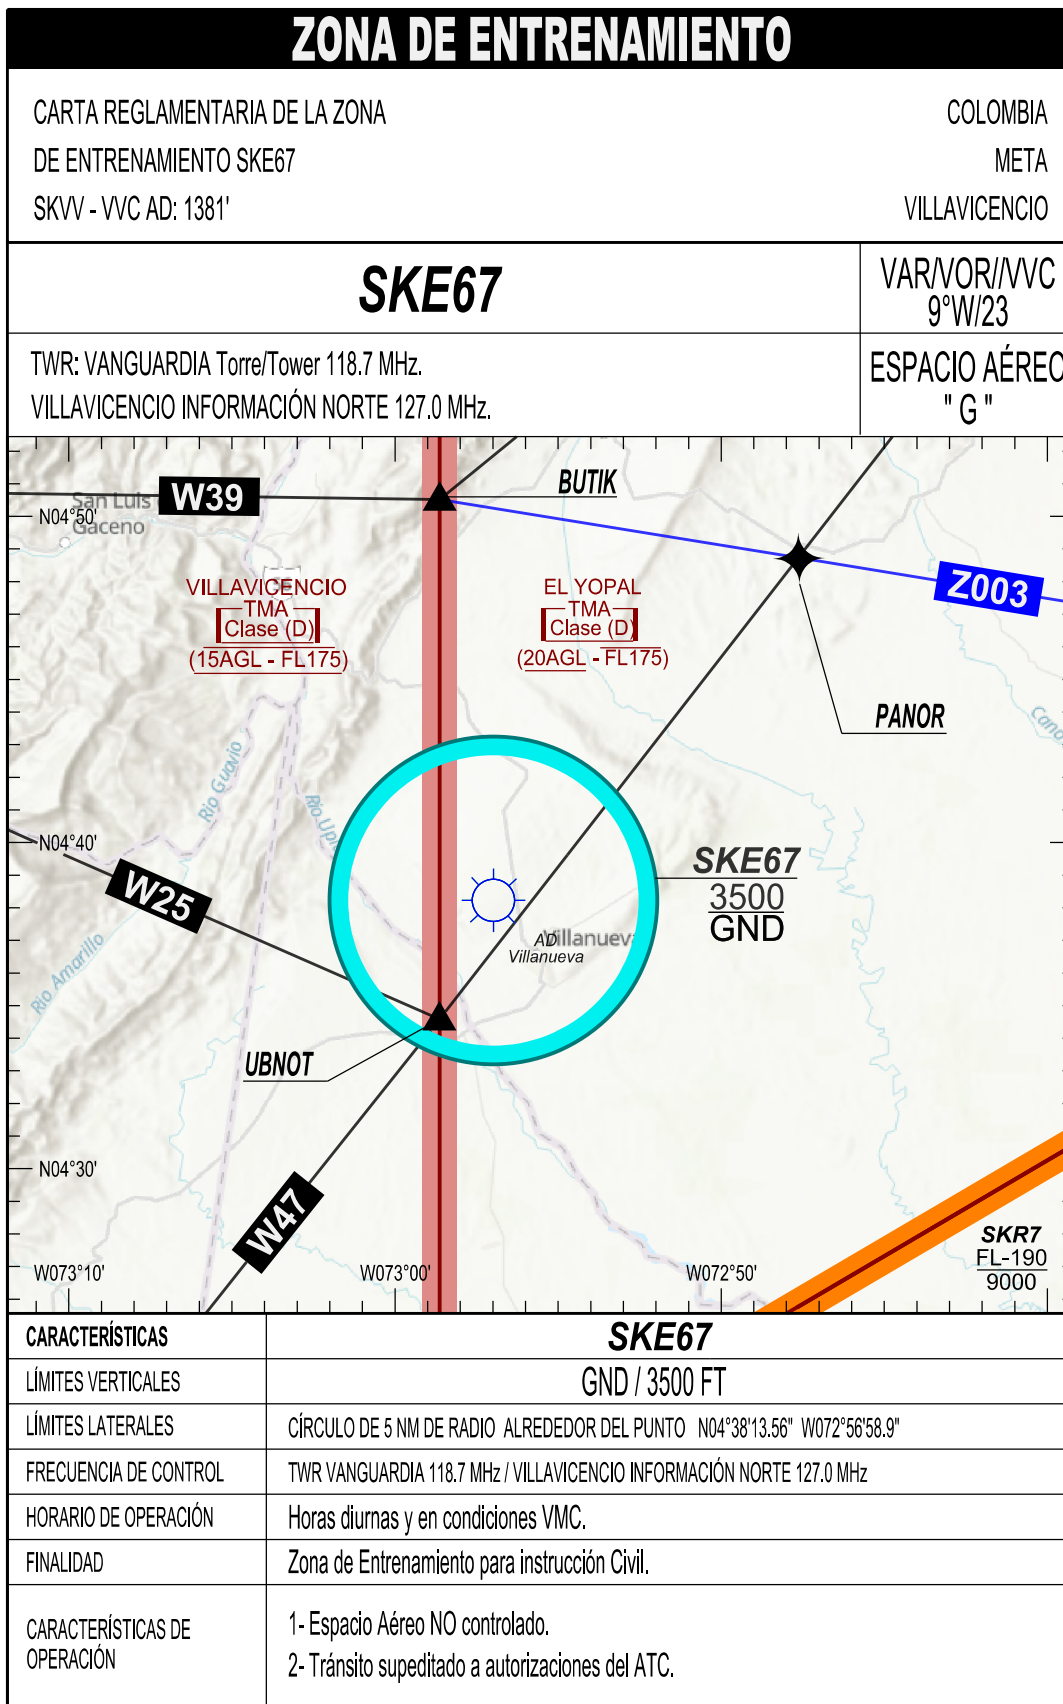 ZONA DE ENTRENAMIENTO
CARTA REGLAMENTARIA DE LA ZONA
DE ENTRENAMIENTO SKE67
SKVV - VVC AD: 1381'
COLOMBIA
META
VILLAVICENCIO
SKE67
VAR/VOR//VVC
9°W/23
TWR: VANGUARDIA Torre/Tower 118.7 MHz.
VILLAVICENCIO INFORMACIÓN NORTE 127.0 MHz.
ESPACIO AÉREO
" G "
W39
BUTIK
San Luis
Gaceno
N04°50'
VILLAVICENCIO
TMA
Clase (D)
(15AGL - FL175)
EL YOPAL
TMA
Clase (D)
(20AGL - FL175)
Z003
PANOR
Caño
Río Guavio
Río Upía
N04°40'
W25
SKE67
3500
GND
AD
Villanueva
Villanueva
Río Amarillo
UBNOT
N04°30'
W47
SKR7
FL-190
9000
W073°10'
W073°00'
W072°50'
CARACTERÍSTICAS
SKE67
LÍMITES VERTICALES
GND / 3500 FT
LÍMITES LATERALES
CÍRCULO DE 5 NM DE RADIO ALREDEDOR DEL PUNTO N04°38'13.56" W072°56'58.9"
FRECUENCIA DE CONTROL
TWR VANGUARDIA 118.7 MHz / VILLAVICENCIO INFORMACIÓN NORTE 127.0 MHz
HORARIO DE OPERACIÓN
Horas diurnas y en condiciones VMC.
FINALIDAD
Zona de Entrenamiento para instrucción Civil.
CARACTERÍSTICAS DE
OPERACIÓN
1- Espacio Aéreo NO controlado.
2- Tránsito supeditado a autorizaciones del ATC.